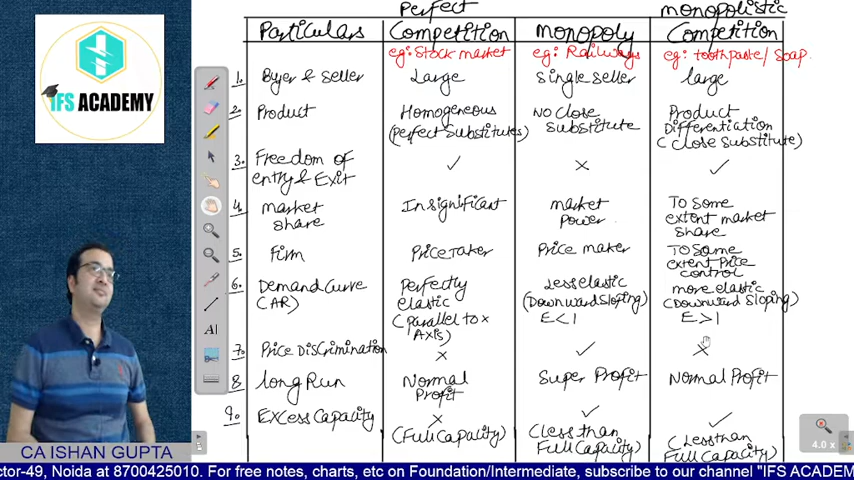 Perfect
monopolistic
Particulars Competition monopoly Competition
eg: Stock market eg: Railways eg: toothpaste/ Soap.
IFS ACADEMY
1. Byer & Seller Large single seller large
2. Product Homogeneous No close Product
(Perfect Substitutes) Substitute Differentiation
(Close Substitute)
3. Freedom of ✓ × ✓
entry & Exit
4. market Insignificant market To some
share Power. extent market
share
5. Firm Price Taker Price maker To Some
extent Price
control
6. Demand Curve Perfectly Less elastic more elastic
(AR) elastic (Downward Sloping) (Downward Sloping)
(Parallel to x E<1 E>1
Axis)
7. Price Discrimination × ✓ ×
8 long Run Normal Super Profit Normal Profit
Profit
9. Excess Capacity × ✓ ✓
(Full Capacity) (less than (Less than
Full Capacity) Full Capacity)
A|
4.0 x
CA ISHAN GUPTA
ctor-49, Noida at 8700425010. For free notes, charts, etc on Foundation/Intermediate, subscribe to our channel "IFS ACADE